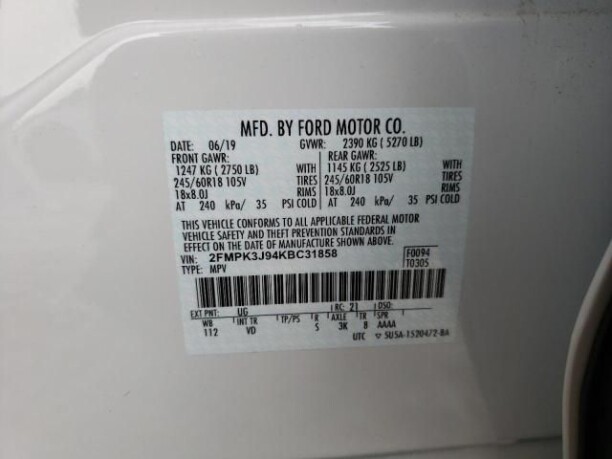 MFD. BY FORD MOTOR CO.
DATE: 06/19 GVWR: 2390 KG ( 5270 LB)
FRONT GAWR: REAR GAWR:
1247 KG ( 2750 LB) WITH 1145 KG ( 2525 LB) WITH
245/60R18 105V TIRES 245/60R18 105V TIRES
18x8.0J RIMS 18x8.0J RIMS
AT 240 kPa/ 35 PSI COLD AT 240 kPa/ 35 PSI COLD
THIS VEHICLE CONFORMS TO ALL APPLICABLE FEDERAL MOTOR
VEHICLE SAFETY AND THEFT PREVENTION STANDARDS IN
EFFECT ON THE DATE OF MANUFACTURE SHOWN ABOVE.
VIN: 2FMPK3J94KBC31858 F0094
TYPE: MPV T0305
EXT PNT: UG RC: 21 DSO:
WB INT TR TP/PS R AXLE TR SPR
112 VD S 3K 8 AAAA
UTC ▽ 5U5A-1520472-BA